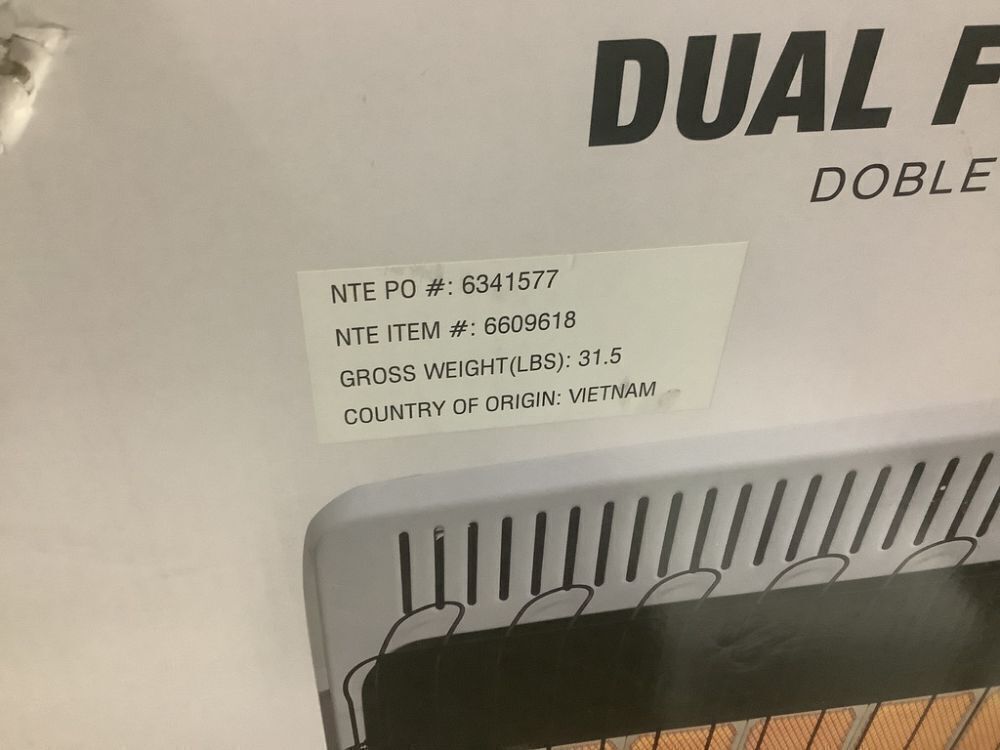 DUAL F
DOBLE
NTE PO #: 6341577
NTE ITEM #: 6609618
GROSS WEIGHT(LBS): 31.5
COUNTRY OF ORIGIN: VIETNAM